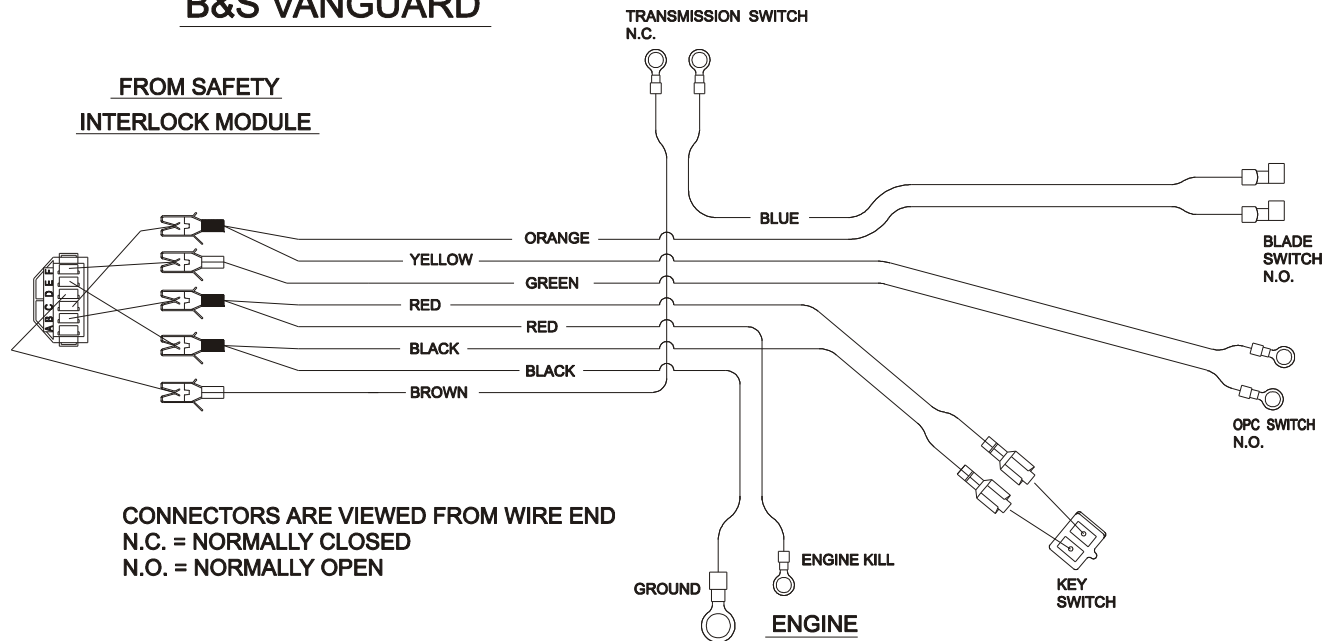 B&S VANGUARD
TRANSMISSION SWITCH
N.C.
FROM SAFETY
INTERLOCK MODULE
BLUE
ORANGE
YELLOW
GREEN
RED
RED
BLACK
BLACK
BROWN
A B C D E F
BLADE
SWITCH
N.O.
OPC SWITCH
N.O.
CONNECTORS ARE VIEWED FROM WIRE END
N.C. = NORMALLY CLOSED
N.O. = NORMALLY OPEN
ENGINE KILL
GROUND
KEY
SWITCH
ENGINE